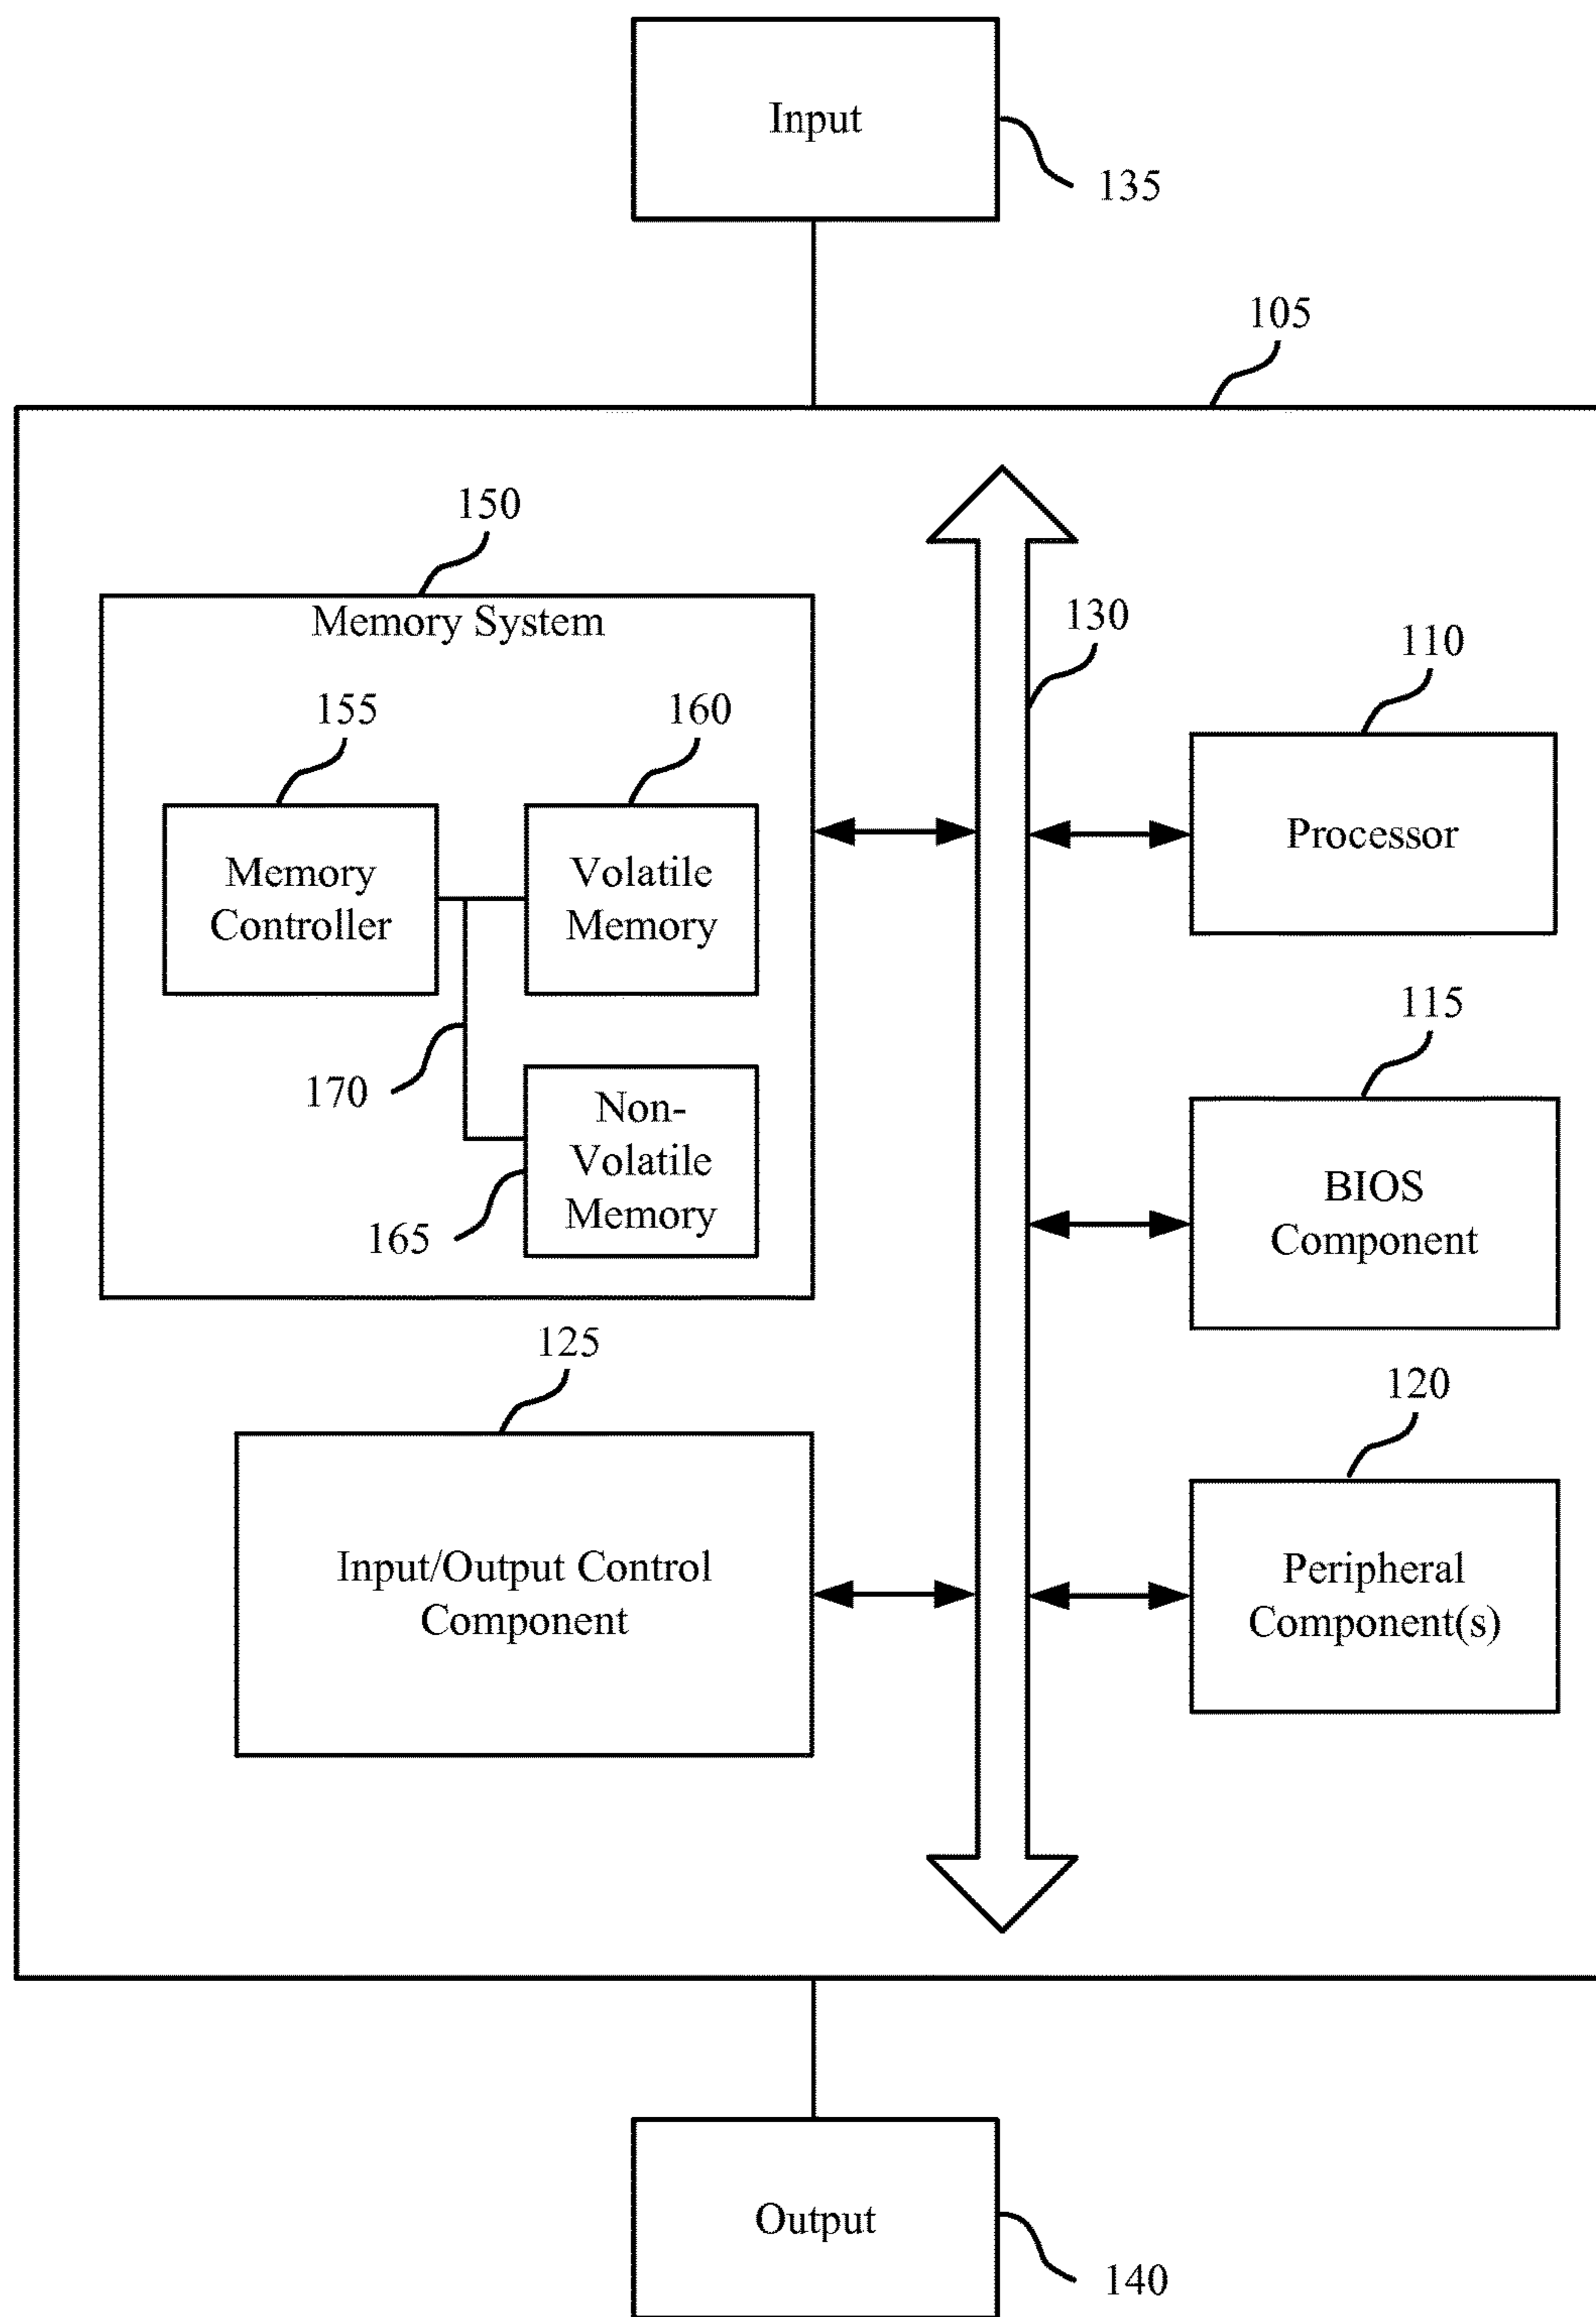 Input
135
105
150
Memory System
130
110
155
160
Memory
Controller
Volatile
Memory
Processor
115
170
Non-
Volatile
Memory
165
BIOS
Component
125
120
Input/Output Control
Component
Peripheral
Component(s)
Output
140